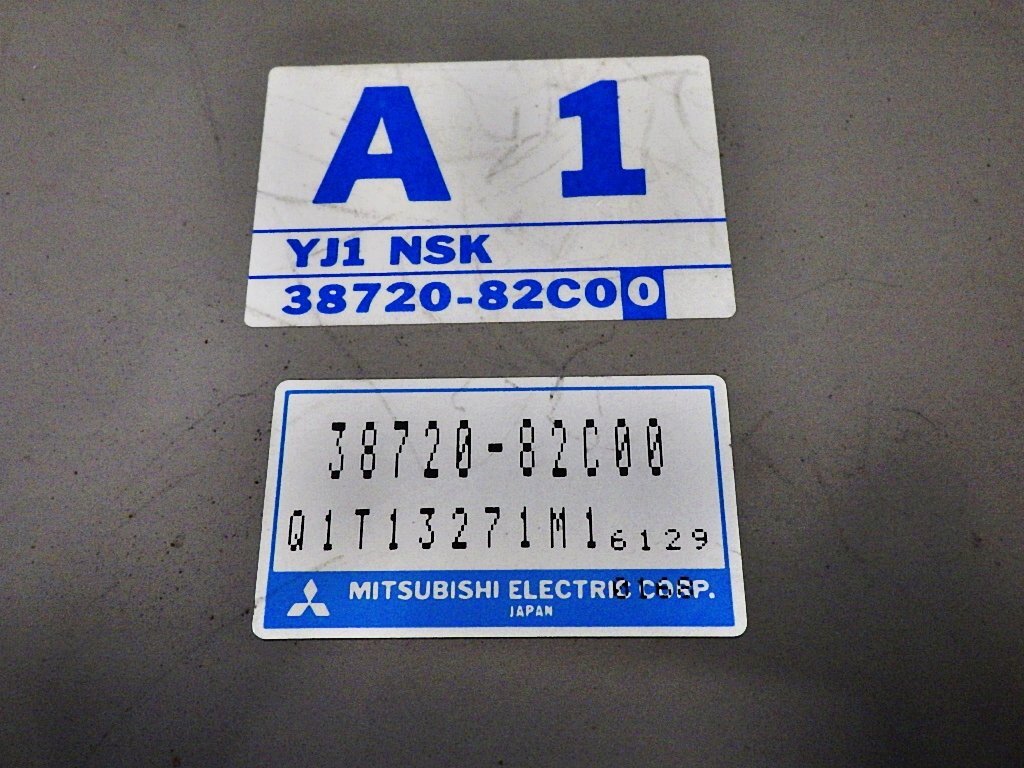 A 1
YJ1 NSK
38720-82C00
38720-82C00
Q1T13271M1 6129
MITSUBISHI ELECTRIC CORP.
JAPAN